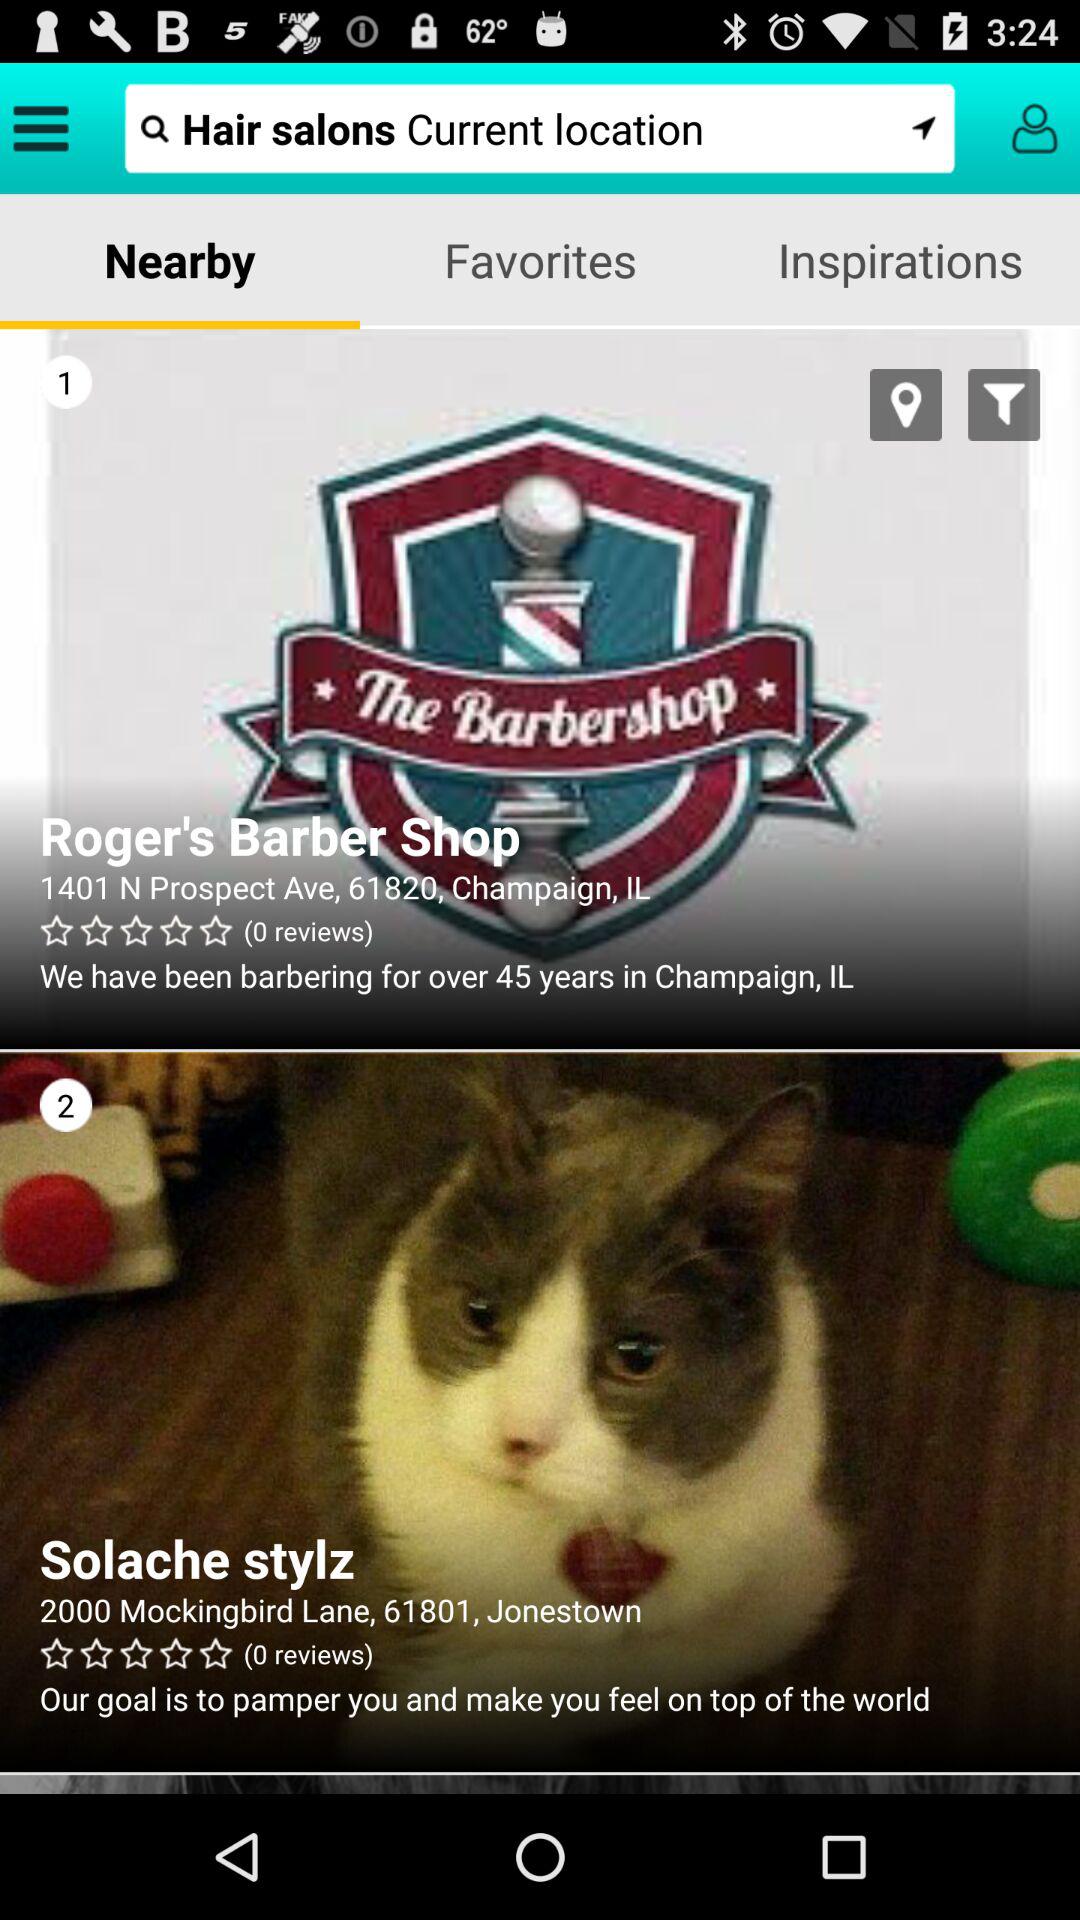 B 5 FAKE 62° 3:24
Hair salons Current location
Nearby Favorites Inspirations
1
The Barbershop
Roger's Barber Shop
1401 N Prospect Ave, 61820, Champaign, IL
(0 reviews)
We have been barbering for over 45 years in Champaign, IL
2
Solache stylz
2000 Mockingbird Lane, 61801, Jonestown
(0 reviews)
Our goal is to pamper you and make you feel on top of the world